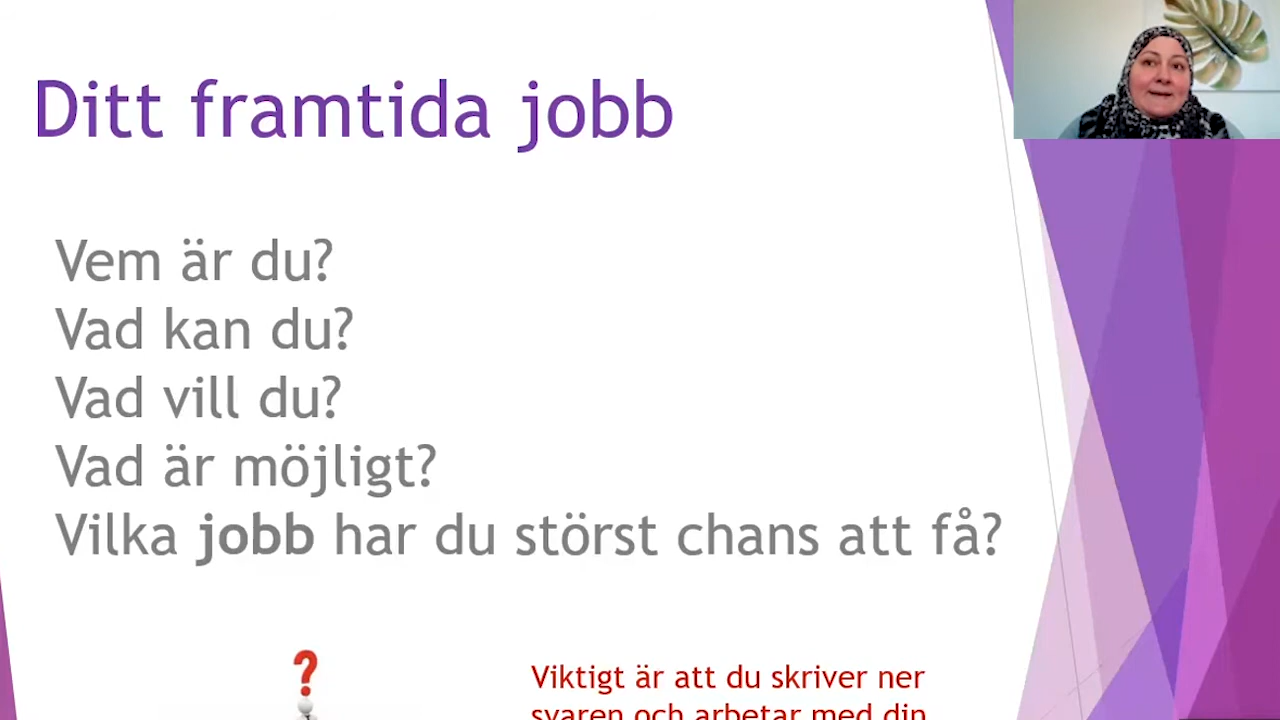 Ditt framtida jobb
Vem är du?
Vad kan du?
Vad vill du?
Vad är möjligt?
Vilka jobb har du störst chans att få?
?
Viktigt är att du skriver ner
svaren och arbetar med din